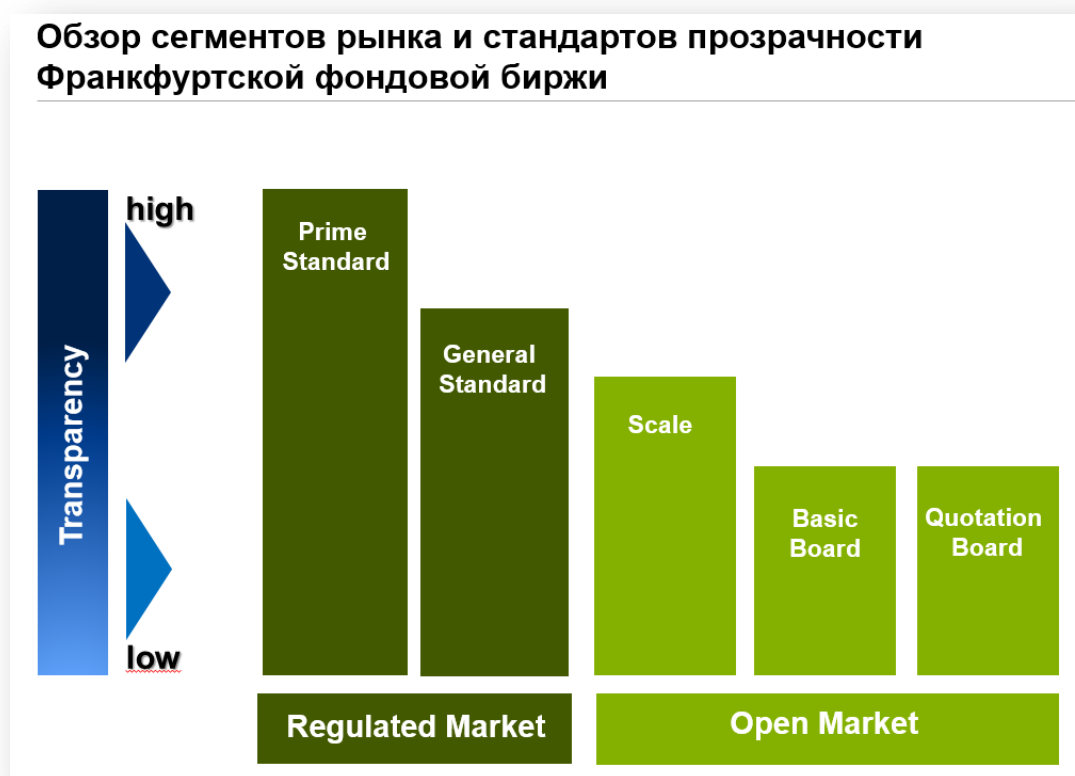 Обзор сегментов рынка и стандартов прозрачности
Франкфуртской фондовой биржи
Transparency
high
low
Prime
Standard
General
Standard
Scale
Basic
Board
Quotation
Board
Regulated Market
Open Market